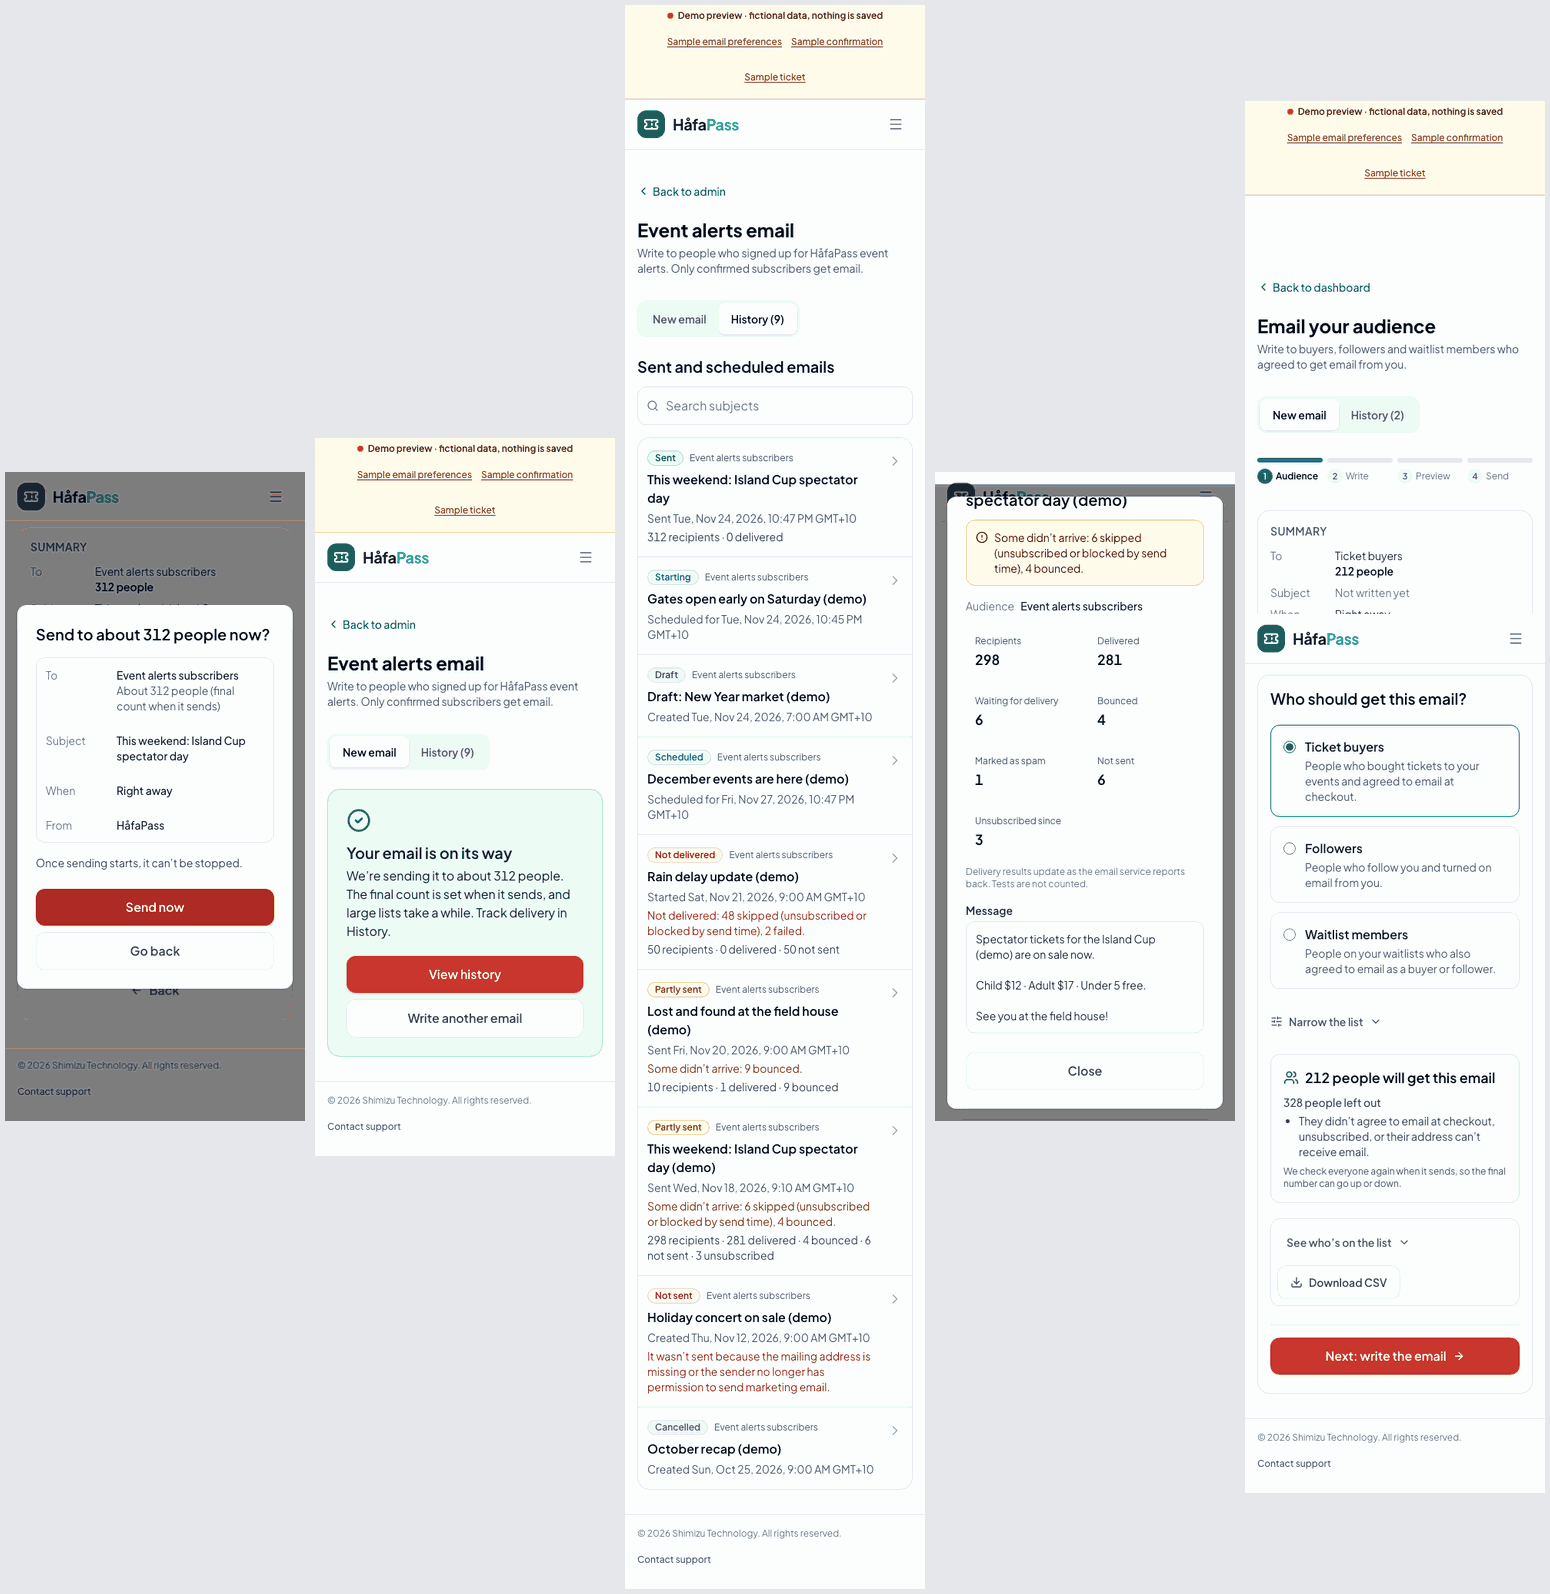 HåfaPass
SUMMARY
To
Event alerts subscribers
312 people
Send to about 312 people now?
To
Event alerts subscribers
About 312 people (final
count when it sends)
Subject
This weekend: Island Cup
spectator day
When
Right away
From
HåfaPass
Once sending starts, it can't be stopped.
Send now
Go back
Back
© 2026 Shimizu Technology. All rights reserved.
Contact support
Demo preview · fictional data, nothing is saved
Sample email preferences
Sample confirmation
Sample ticket
HåfaPass
Back to admin
Event alerts email
Write to people who signed up for HåfaPass event
alerts. Only confirmed subscribers get email.
New email
History (9)
Your email is on its way
We're sending it to about 312 people.
The final count is set when it sends, and
large lists take a while. Track delivery in
History.
View history
Write another email
© 2026 Shimizu Technology. All rights reserved.
Contact support
Demo preview · fictional data, nothing is saved
Sample email preferences
Sample confirmation
Sample ticket
HåfaPass
Back to admin
Event alerts email
Write to people who signed up for HåfaPass event
alerts. Only confirmed subscribers get email.
New email
History (9)
Sent and scheduled emails
Search subjects
Sent
Event alerts subscribers
This weekend: Island Cup spectator
day
Sent Tue, Nov 24, 2026, 10:47 PM GMT+10
312 recipients · 0 delivered
Starting
Event alerts subscribers
Gates open early on Saturday (demo)
Scheduled for Tue, Nov 24, 2026, 10:45 PM
GMT+10
Draft
Event alerts subscribers
Draft: New Year market (demo)
Created Tue, Nov 24, 2026, 7:00 AM GMT+10
Scheduled
Event alerts subscribers
December events are here (demo)
Scheduled for Fri, Nov 27, 2026, 10:47 PM
GMT+10
Not delivered
Event alerts subscribers
Rain delay update (demo)
Started Sat, Nov 21, 2026, 9:00 AM GMT+10
Not delivered: 48 skipped (unsubscribed or
blocked by send time), 2 failed.
50 recipients · 0 delivered · 50 not sent
Partly sent
Event alerts subscribers
Lost and found at the field house
(demo)
Sent Fri, Nov 20, 2026, 9:00 AM GMT+10
Some didn't arrive: 9 bounced.
10 recipients · 1 delivered · 9 bounced
Partly sent
Event alerts subscribers
This weekend: Island Cup spectator
day (demo)
Sent Wed, Nov 18, 2026, 9:10 AM GMT+10
Some didn't arrive: 6 skipped (unsubscribed
or blocked by send time), 4 bounced.
298 recipients · 281 delivered · 4 bounced · 6
not sent · 3 unsubscribed
Not sent
Event alerts subscribers
Holiday concert on sale (demo)
Created Thu, Nov 12, 2026, 9:00 AM GMT+10
It wasn't sent because the mailing address is
missing or the sender no longer has
permission to send marketing email.
Cancelled
Event alerts subscribers
October recap (demo)
Created Sun, Oct 25, 2026, 9:00 AM GMT+10
© 2026 Shimizu Technology. All rights reserved.
Contact support
spectator day (demo)
Some didn't arrive: 6 skipped
(unsubscribed or blocked by send
time), 4 bounced.
Audience Event alerts subscribers
Recipients
298
Delivered
281
Waiting for delivery
6
Bounced
4
Marked as spam
1
Not sent
6
Unsubscribed since
3
Delivery results update as the email service reports
back. Tests are not counted.
Message
Spectator tickets for the Island Cup
(demo) are on sale now.
Child $12 · Adult $17 · Under 5 free.
See you at the field house!
Close
Demo preview · fictional data, nothing is saved
Sample email preferences
Sample confirmation
Sample ticket
Back to dashboard
Email your audience
Write to buyers, followers and waitlist members who
agreed to get email from you.
New email
History (2)
1 Audience
2 Write
3 Preview
4 Send
SUMMARY
To
Ticket buyers
212 people
Subject
Not written yet
When
Right away
HåfaPass
Who should get this email?
Ticket buyers
People who bought tickets to your
events and agreed to email at
checkout.
Followers
People who follow you and turned on
email from you.
Waitlist members
People on your waitlists who also
agreed to email as a buyer or follower.
Narrow the list
212 people will get this email
328 people left out
• They didn't agree to email at checkout,
unsubscribed, or their address can't
receive email.
We check everyone again when it sends, so the final
number can go up or down.
See who's on the list
Download CSV
Next: write the email
© 2026 Shimizu Technology. All rights reserved.
Contact support